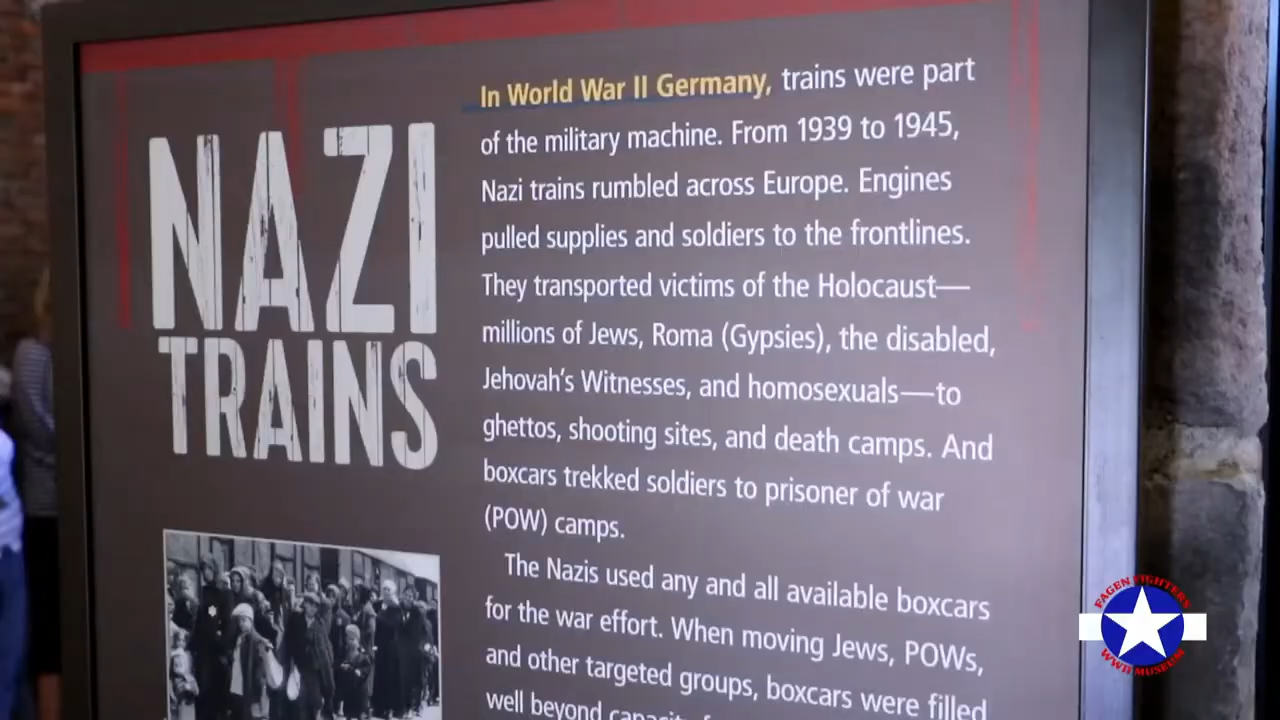 NAZI
TRAINS
In World War II Germany, trains were part
of the military machine. From 1939 to 1945,
Nazi trains rumbled across Europe. Engines
pulled supplies and soldiers to the frontlines.
They transported victims of the Holocaust—
millions of Jews, Roma (Gypsies), the disabled,
Jehovah's Witnesses, and homosexuals—to
ghettos, shooting sites, and death camps. And
boxcars trekked soldiers to prisoner of war
(POW) camps.
The Nazis used any and all available boxcars
for the war effort. When moving Jews, POWs,
and other targeted groups, boxcars were filled
well beyond capacity
FAGEN FIGHTERS
WWII MUSEUM